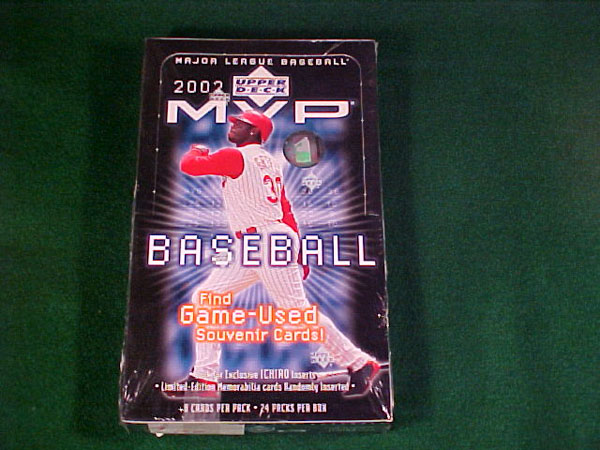 MAJOR LEAGUE BASEBALL
2002 UPPER DECK
MVP
30
BASEBALL
Find
Game-Used
Souvenir Cards!
Exclusive ICHIRO Inserts
• Limited-Edition Memorabilia cards Randomly Inserted •
8 CARDS PER PACK • 24 PACKS PER BOX